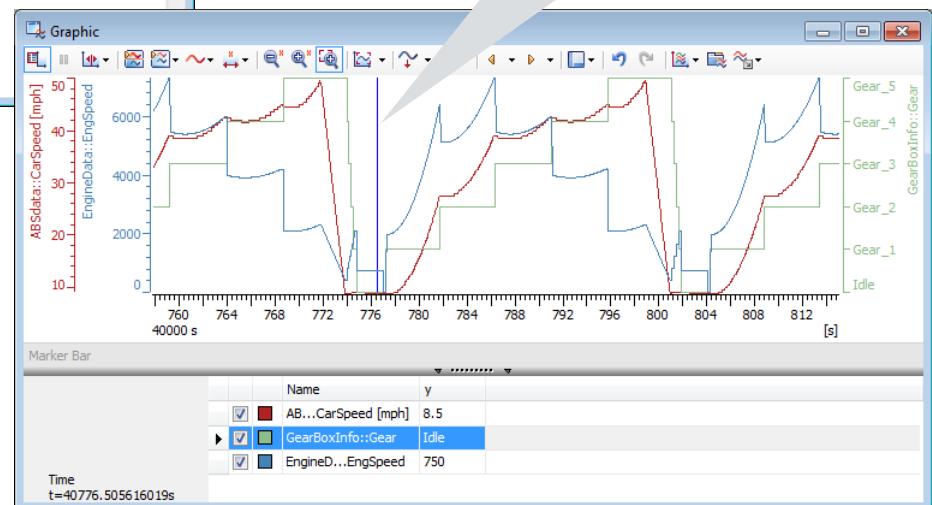 Graphic
ABSdata::CarSpeed [mph]
50
40
30
20
10
EngineData::EngSpeed
6000
4000
2000
0
Gear_5
Gear_4
Gear_3
Gear_2
Gear_1
Idle
GearBoxInfo::Gear
760 764 768 772 776 780 784 788 792 796 800 804 808 812
40000 s [s]
Marker Bar
Name y
AB...CarSpeed [mph] 8.5
GearBoxInfo::Gear Idle
EngineD...EngSpeed 750
Time
t=40776.505616019s